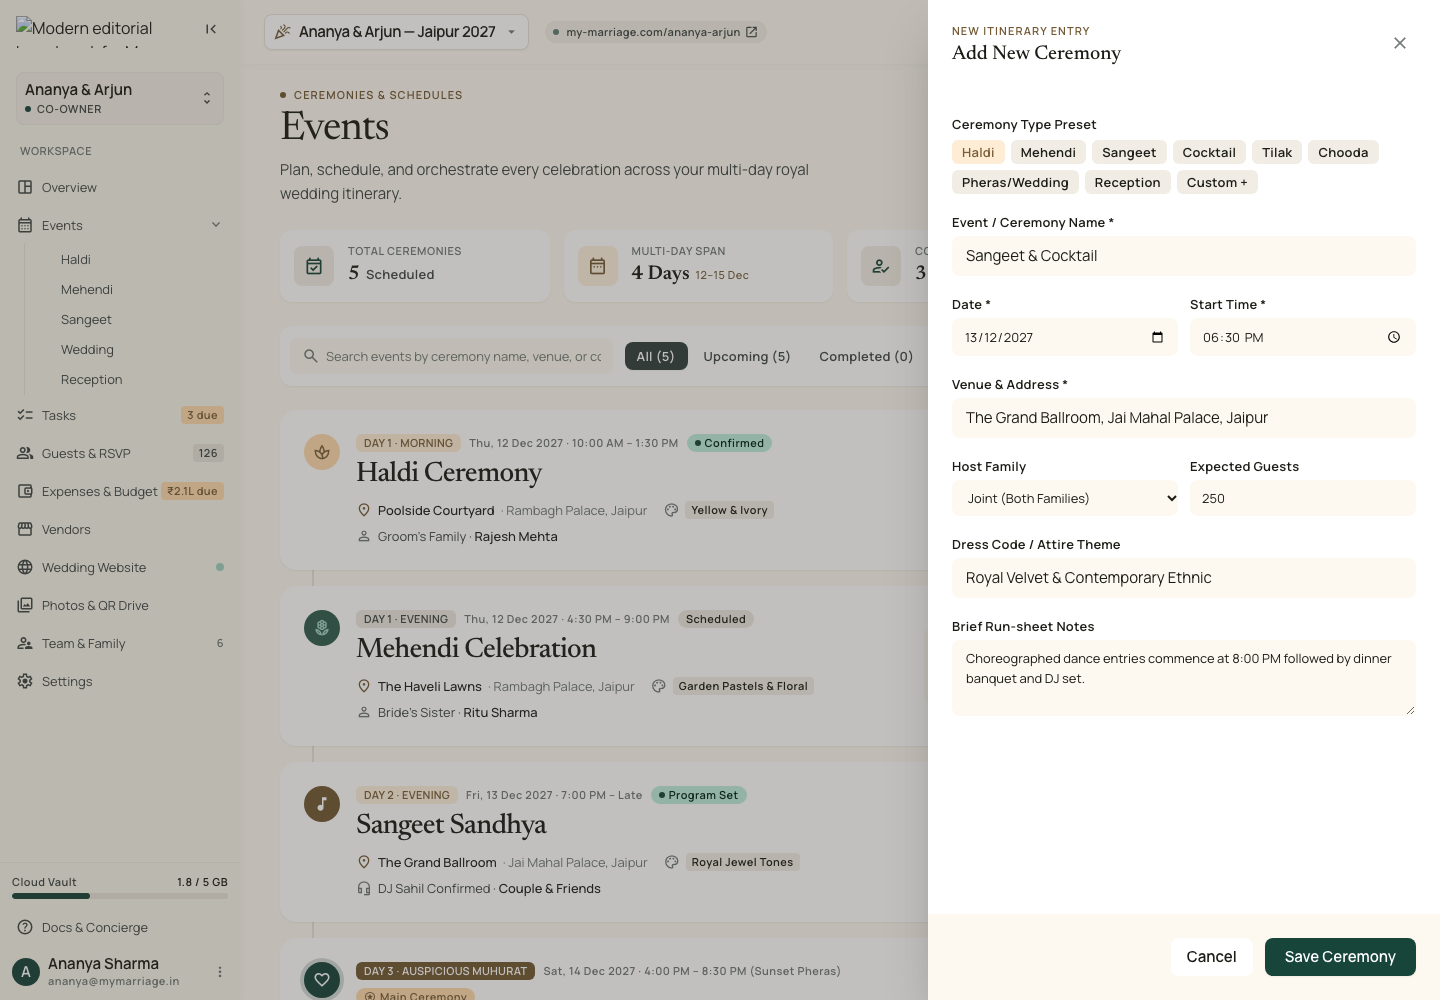 Modern editorial
Ananya & Arjun
CO-OWNER
WORKSPACE
Overview
Events
Haldi
Mehendi
Sangeet
Wedding
Reception
Tasks
3 due
Guests & RSVP
126
Expenses & Budget
₹2.1L due
Vendors
Wedding Website
Photos & QR Drive
Team & Family
6
Settings
Cloud Vault
1.8 / 5 GB
Docs & Concierge
A
Ananya Sharma
ananya@mymarriage.in
Ananya & Arjun — Jaipur 2027
my-marriage.com/ananya-arjun
CEREMONIES & SCHEDULES
Events
Plan, schedule, and orchestrate every celebration across your multi-day royal
wedding itinerary.
TOTAL CEREMONIES
5 Scheduled
MULTI-DAY SPAN
4 Days 12–15 Dec
CO
3
Search events by ceremony name, venue, or cc
All (5)
Upcoming (5)
Completed (0)
DAY 1 · MORNING
Thu, 12 Dec 2027 · 10:00 AM – 1:30 PM
Confirmed
Haldi Ceremony
Poolside Courtyard · Rambagh Palace, Jaipur
Yellow & Ivory
Groom's Family · Rajesh Mehta
DAY 1 · EVENING
Thu, 12 Dec 2027 · 4:30 PM – 9:00 PM
Scheduled
Mehendi Celebration
The Haveli Lawns · Rambagh Palace, Jaipur
Garden Pastels & Floral
Bride's Sister · Ritu Sharma
DAY 2 · EVENING
Fri, 13 Dec 2027 · 7:00 PM – Late
Program Set
Sangeet Sandhya
The Grand Ballroom · Jai Mahal Palace, Jaipur
Royal Jewel Tones
DJ Sahil Confirmed · Couple & Friends
DAY 3 · AUSPICIOUS MUHURAT
Sat, 14 Dec 2027 · 4:00 PM – 8:30 PM (Sunset Pheras)
Main Ceremony
NEW ITINERARY ENTRY
Add New Ceremony
Ceremony Type Preset
Haldi
Mehendi
Sangeet
Cocktail
Tilak
Chooda
Pheras/Wedding
Reception
Custom +
Event / Ceremony Name *
Sangeet & Cocktail
Date *
Start Time *
13/12/2027
06:30 PM
Venue & Address *
The Grand Ballroom, Jai Mahal Palace, Jaipur
Host Family
Expected Guests
Joint (Both Families)
250
Dress Code / Attire Theme
Royal Velvet & Contemporary Ethnic
Brief Run-sheet Notes
Choreographed dance entries commence at 8:00 PM followed by dinner
banquet and DJ set.
Cancel
Save Ceremony